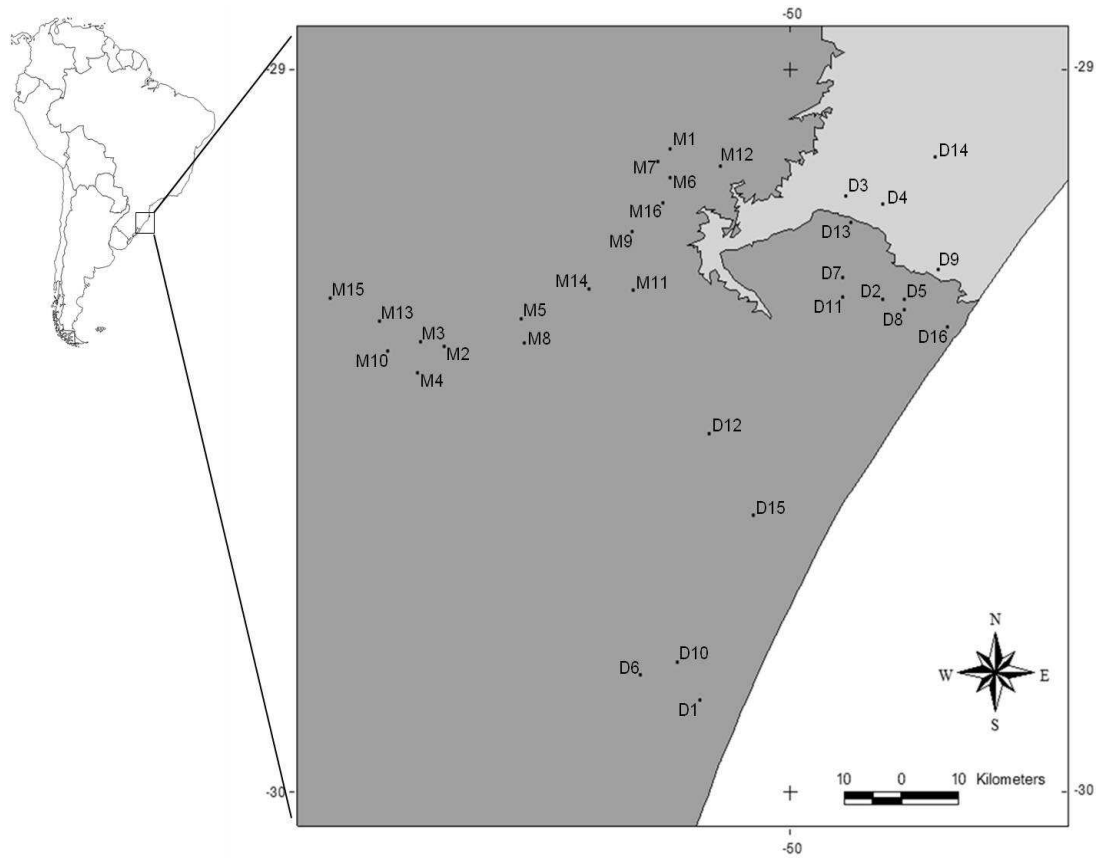 -50
-29
-29
M1
M12
D14
M7
M6
D3
D4
M16
D13
M9
D9
D7
M15
M14
M11
D2
D5
D11
M13
M5
D8
D16
M3
M8
M2
M10
M4
D12
D15
N
D10
D6
W
E
D1
S
10 0 10 Kilometers
-30
-30
-50